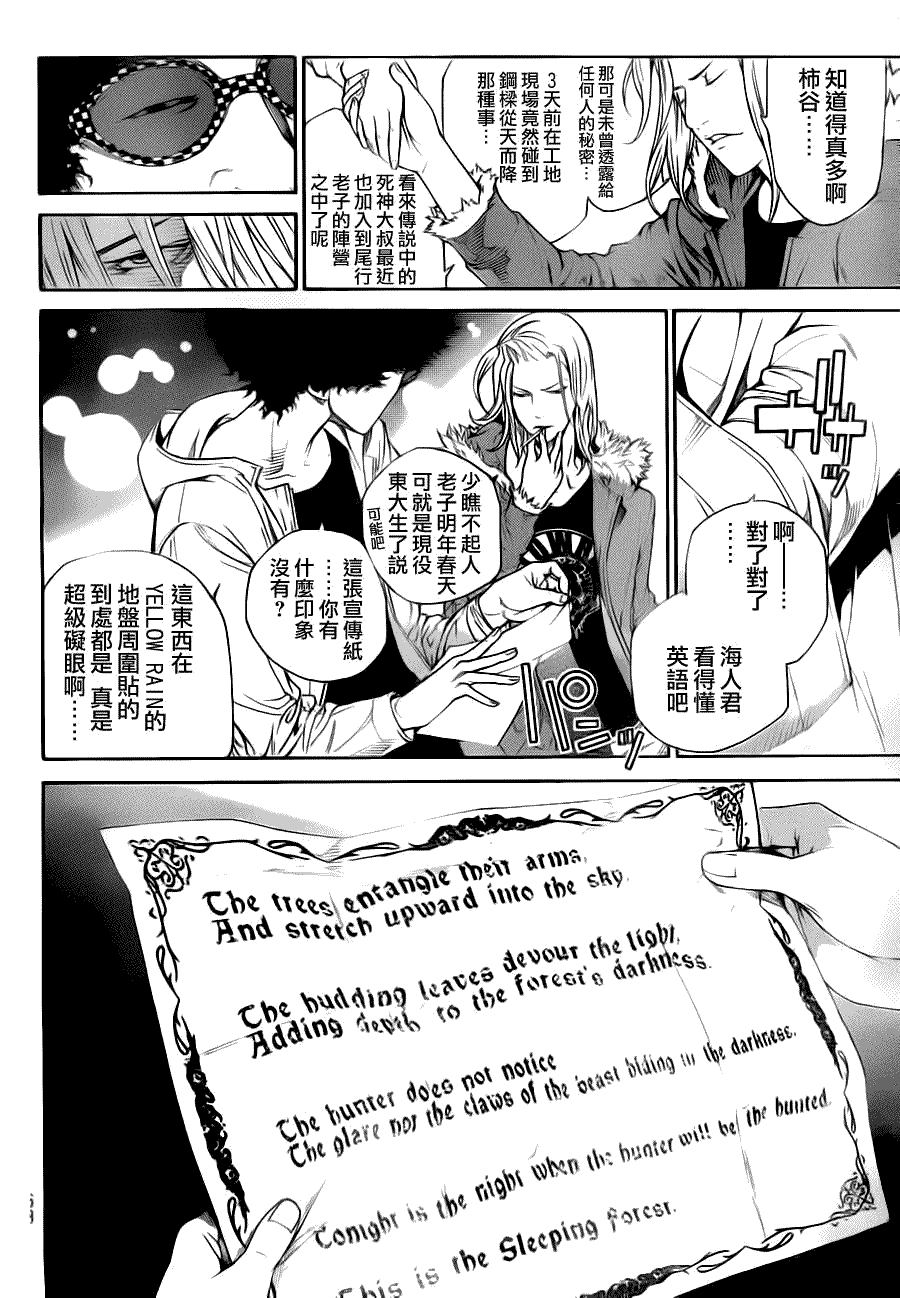 知道得真多啊
柿谷……
那可是未曾透露給
任何人的秘密…
3天前在工地
現場竟然碰到
鋼樑從天而降
那種事…
看來傳說中的
死神大叔最近
也加入到尾行
老子的陣營
之中了呢
啊——
對了對了
……
海人君
看得懂
英語吧
少瞧不起人
老子明年春天
可就是現役
東大生了說
可能吧
這張宣傳紙
……你有
什麼印象
沒有？
這東西在
YELLOW RAIN的
地盤周圍貼的
到處都是 真是
超級礙眼啊……
The trees entangle their arms,
And stretch upward into the sky.
The budding leaves devour the light,
Adding depth to the forest's darkness.
The hunter does not notice
The glare nor the claws of the beast biding in the darkness.
Tonight is the night when the hunter will be the hunted.
This is the Sleeping Forest.